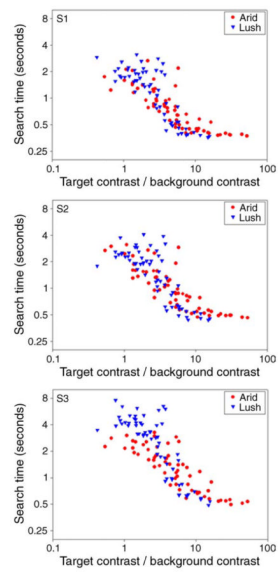 S1
Arid
Lush
Search time (seconds)
8
4
2
1
0.5
0.25
0.1
1
10
100
Target contrast / background contrast
S2
Arid
Lush
Search time (seconds)
8
4
2
1
0.5
0.25
0.1
1
10
100
Target contrast / background contrast
S3
Arid
Lush
Search time (seconds)
8
4
2
1
0.5
0.25
0.1
1
10
100
Target contrast / background contrast